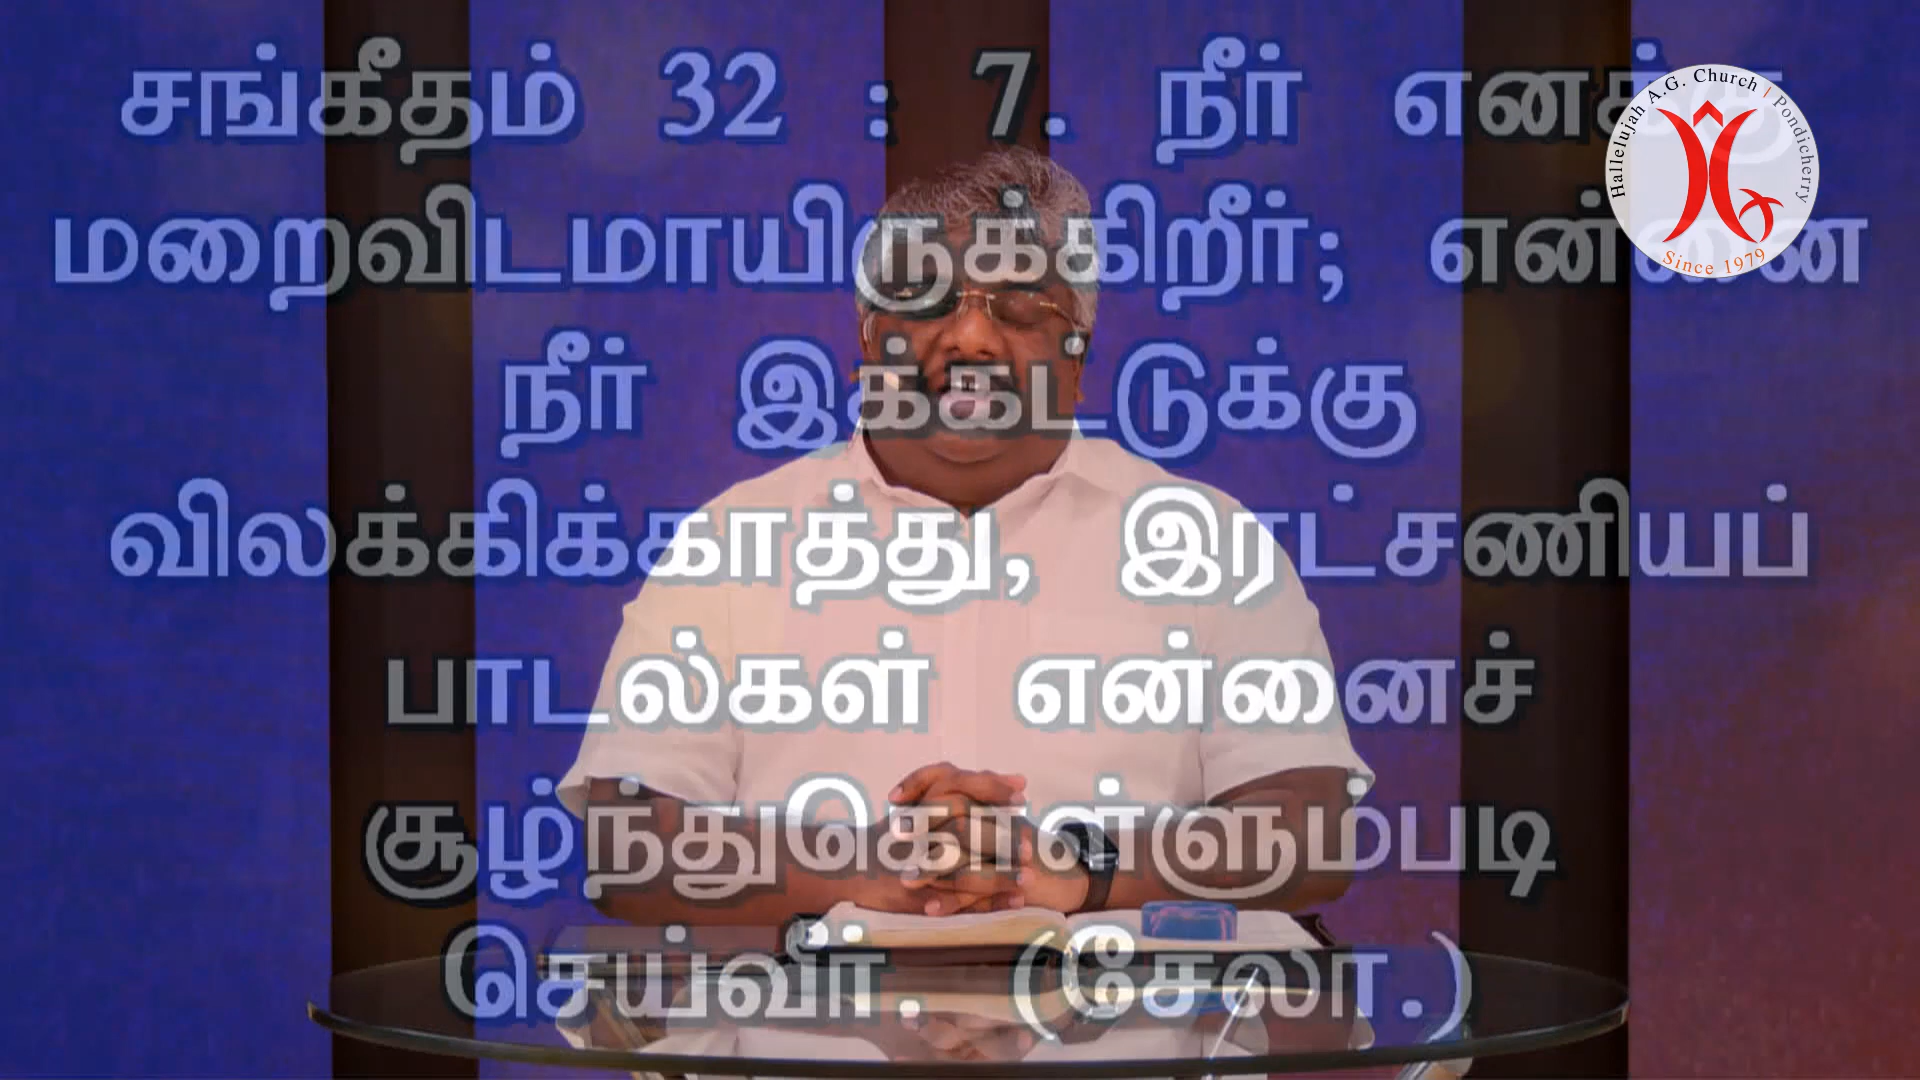 சங்கீதம் 32 : 7. நீர் எனக்கு
மறைவிடமாயிருக்கிறீர்; என்னை
நீர் இக்கட்டுக்கு
விலக்கிக்காத்து, இரட்சணியப்
பாடல்கள் என்னைச்
சூழ்ந்துகொள்ளும்படி
செய்வீர். (சேலா.)
Hallelujah A.G. Church | Pondicherry
Since 1979